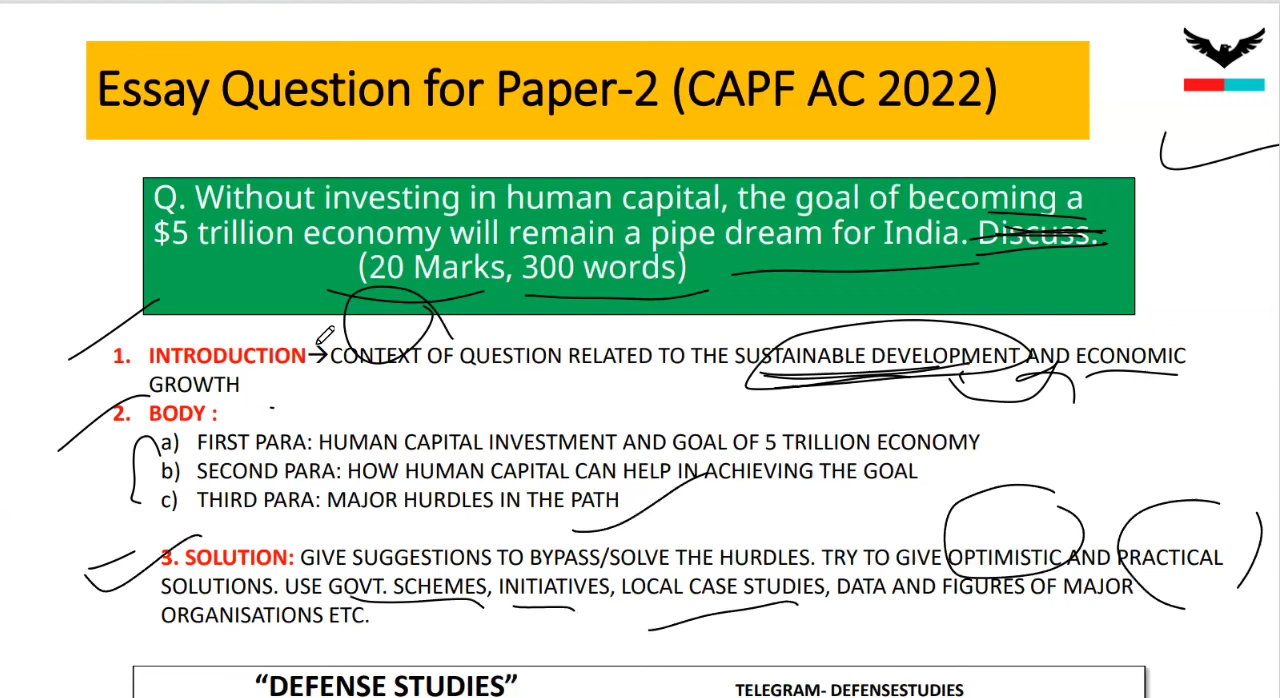 Essay Question for Paper-2 (CAPF AC 2022)
Q. Without investing in human capital, the goal of becoming a
$5 trillion economy will remain a pipe dream for India. Discuss.
(20 Marks, 300 words)
1. INTRODUCTION→CONTEXT OF QUESTION RELATED TO THE SUSTAINABLE DEVELOPMENT AND ECONOMIC
GROWTH
2. BODY :
a) FIRST PARA: HUMAN CAPITAL INVESTMENT AND GOAL OF 5 TRILLION ECONOMY
b) SECOND PARA: HOW HUMAN CAPITAL CAN HELP IN ACHIEVING THE GOAL
c) THIRD PARA: MAJOR HURDLES IN THE PATH
3. SOLUTION: GIVE SUGGESTIONS TO BYPASS/SOLVE THE HURDLES. TRY TO GIVE OPTIMISTIC AND PRACTICAL
SOLUTIONS. USE GOVT. SCHEMES, INITIATIVES, LOCAL CASE STUDIES, DATA AND FIGURES OF MAJOR
ORGANISATIONS ETC.
“DEFENSE STUDIES” TELEGRAM- DEFENSESTUDIES